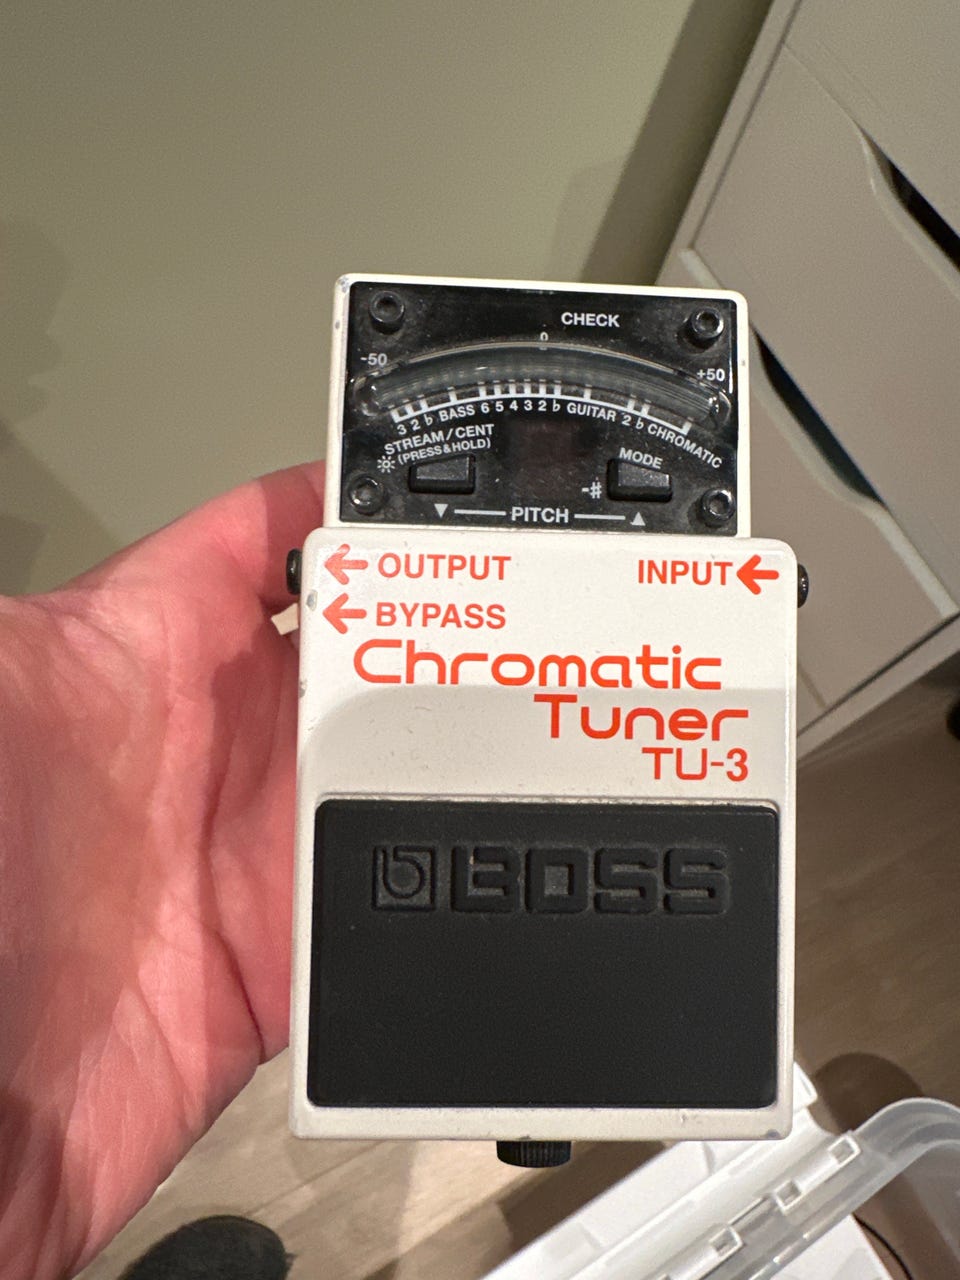 CHECK
0
-50
+50
3 2 ♭ BASS 6 5 4 3 2 ♭ GUITAR 2 ♭ CHROMATIC
STREAM/CENT
(PRESS&HOLD)
MODE
-#
▼ PITCH ▲
← OUTPUT
INPUT ←
← BYPASS
Chromatic
Tuner
TU-3
BOSS